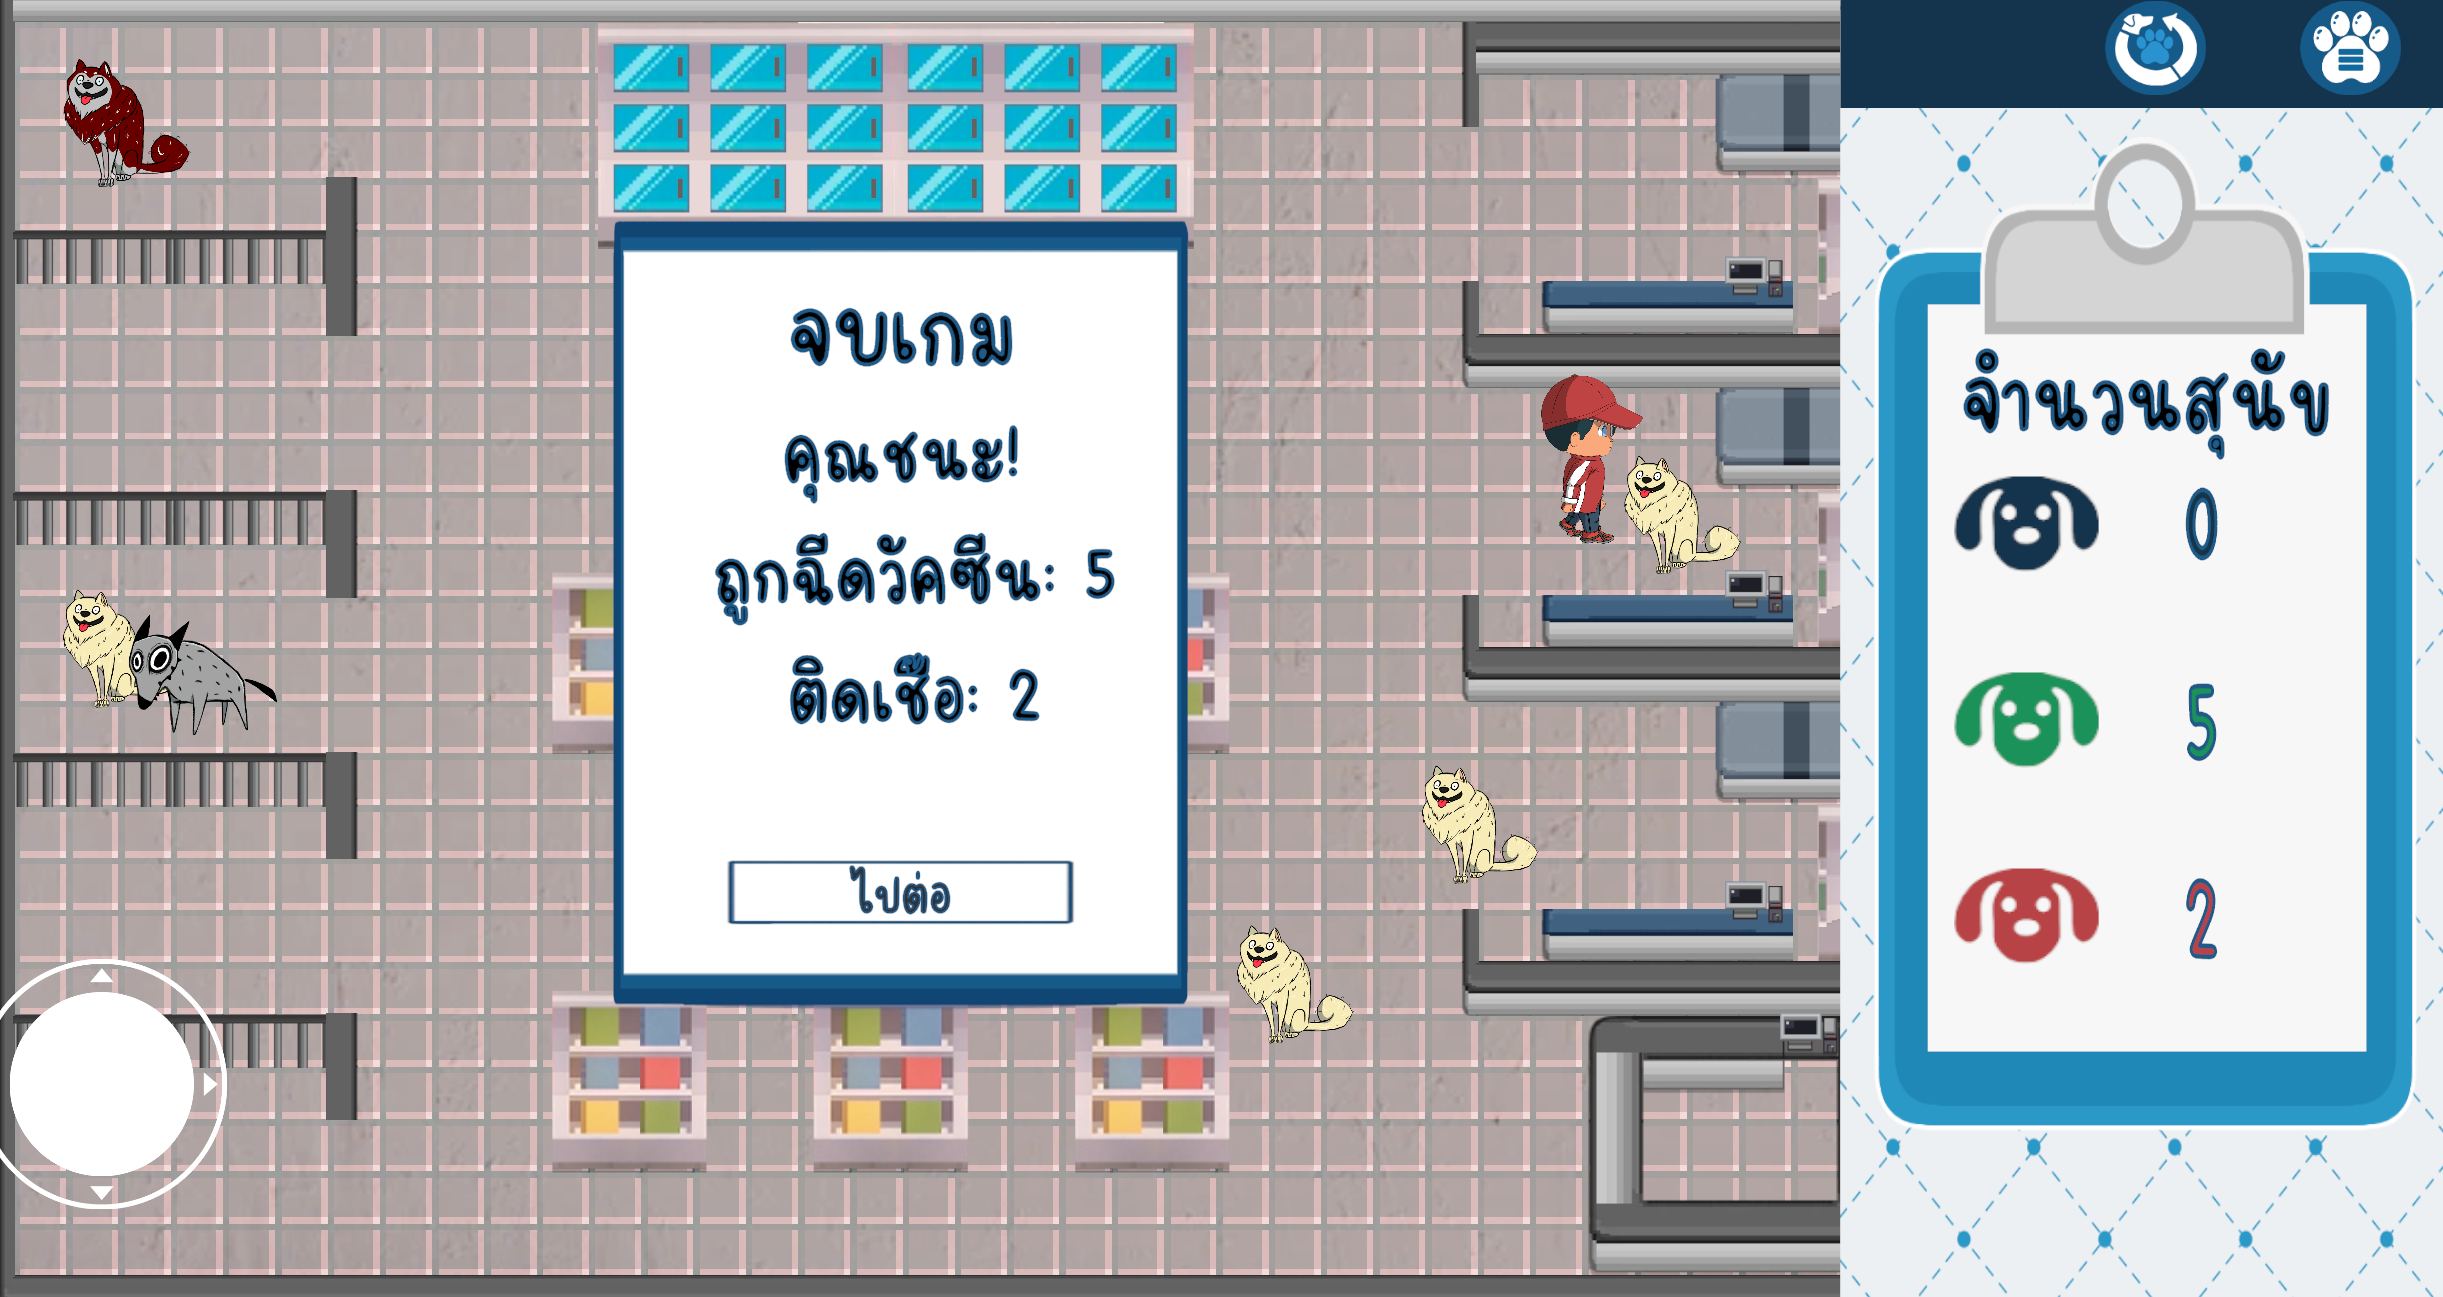 จบเกม
คุณชนะ!
ถูกฉีดวัคซีน: 5
ติดเชื้อ: 2
ไปต่อ
จำนวนสุนัข
0
5
2